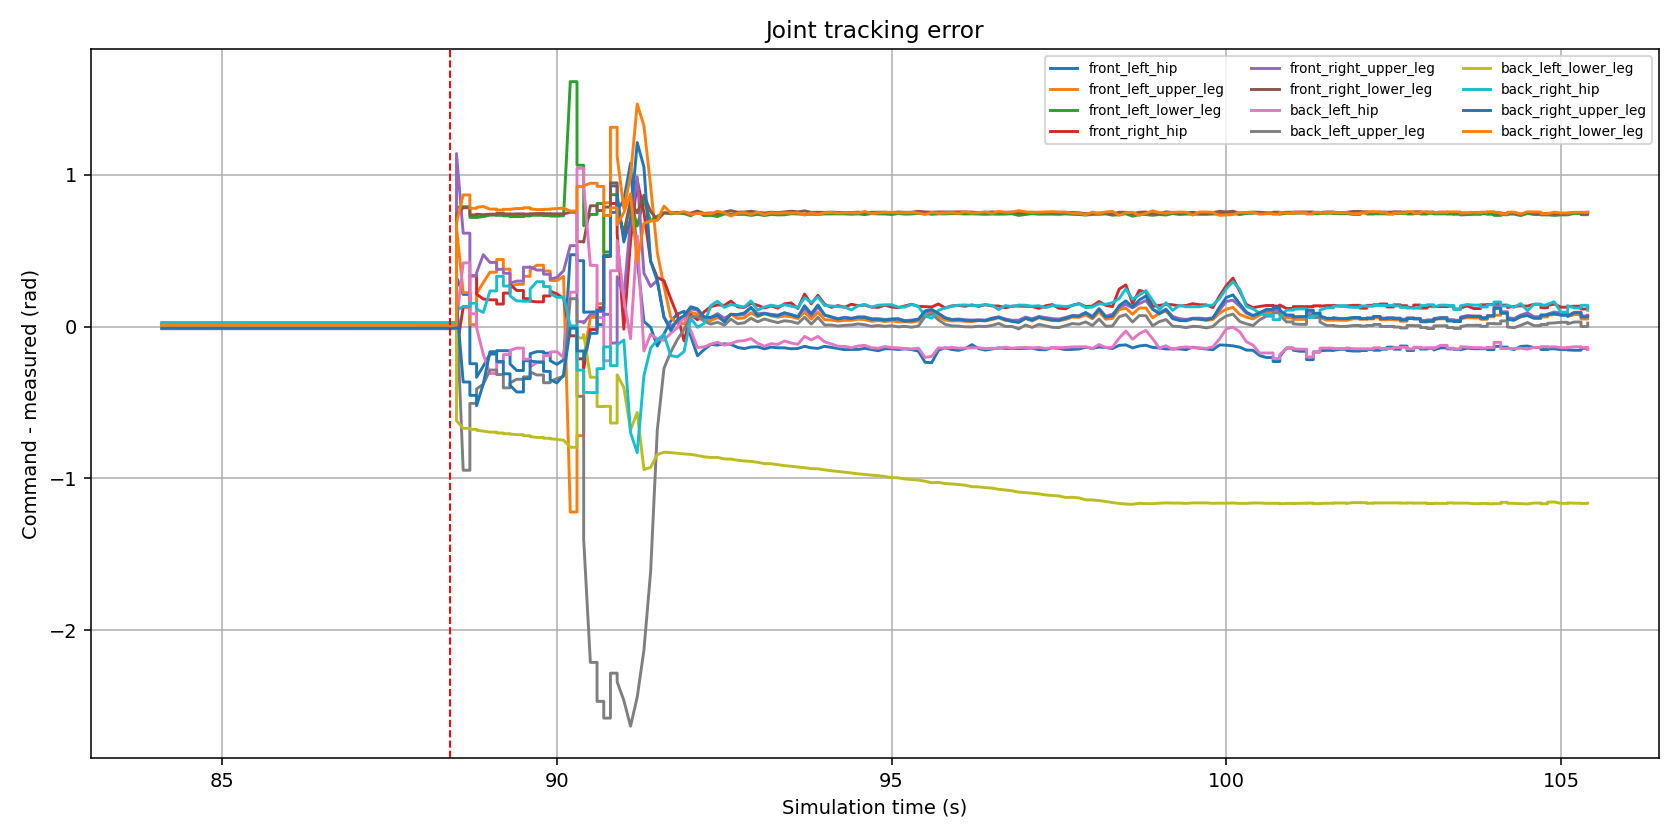 Joint tracking error
front_left_hip
front_left_upper_leg
front_left_lower_leg
front_right_hip
front_right_upper_leg
front_right_lower_leg
back_left_hip
back_left_upper_leg
back_left_lower_leg
back_right_hip
back_right_upper_leg
back_right_lower_leg
Command - measured (rad)
1
0
−1
−2
85
90
95
100
105
Simulation time (s)